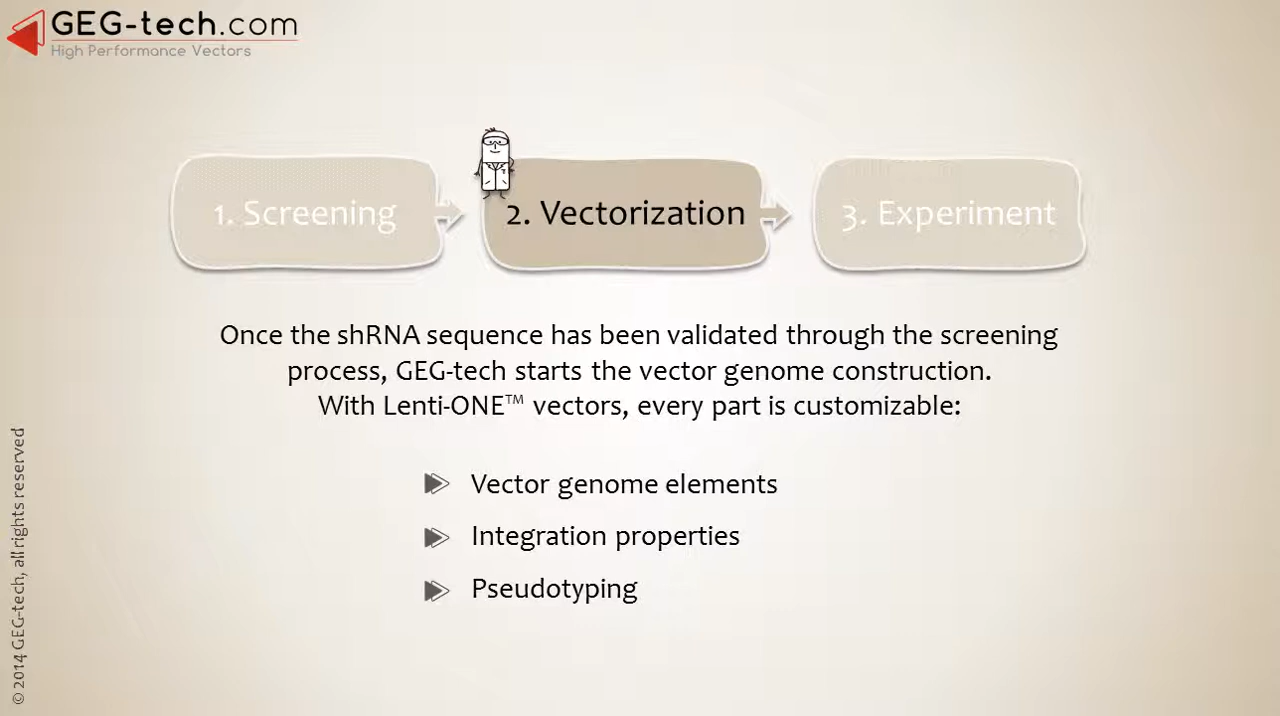 GEG-tech.com
High Performance Vectors
1. Screening
2. Vectorization
3. Experiment
Once the shRNA sequence has been validated through the screening
process, GEG-tech starts the vector genome construction.
With Lenti-ONE™ vectors, every part is customizable:
Vector genome elements
Integration properties
Pseudotyping
© 2014 GEG-tech, all rights reserved